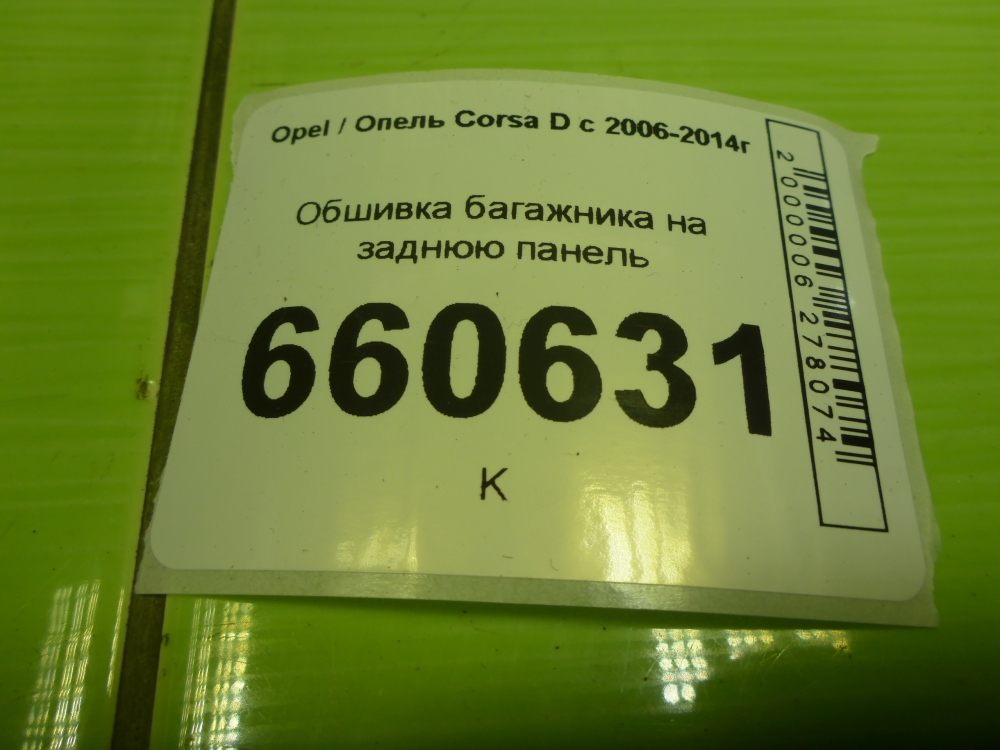 Opel / Опель Corsa D с 2006-2014г
Обшивка багажника на
заднюю панель
660631
К
2000006278074